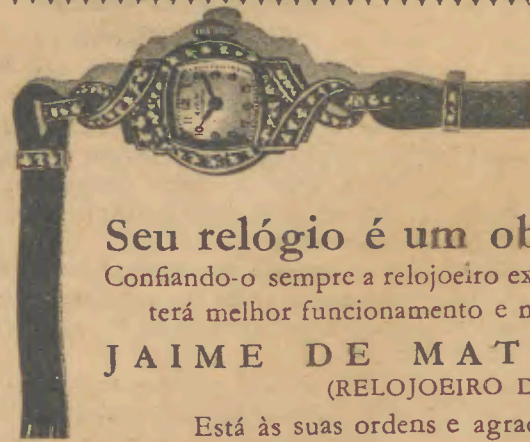 Seu relógio é um ob
Confiando-o sempre a relojoeiro ex
terá melhor funcionamento e n
JAIME DE MAT
(RELOJOEIRO D
Está às suas ordens e agrad